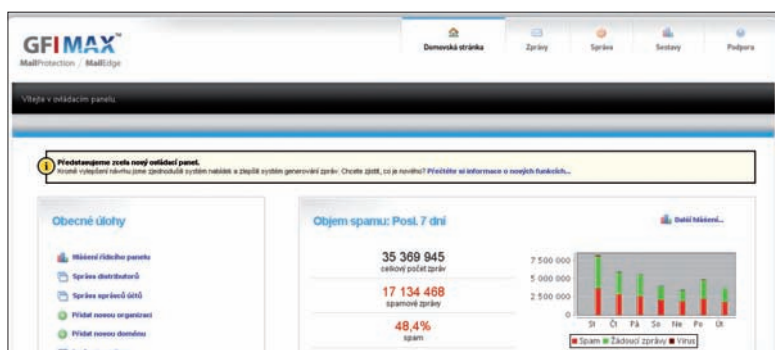 GFI MAX™
MailProtection / MailEdge
Domovská stránka
Zprávy
Správa
Sestavy
Podpora
Vítejte v ovládacím panelu.
Představujeme zcela nový ovládací panel.
Kromě vylepšení návrhu jsme zjednodušili systém nabídek a zlepšili systém generování zpráv. Chcete zjistit, co je nového? Přečtěte si informace o nových funkcích...
Obecné úlohy
Hlášení řídicího panelu
Správa distributorů
Správa správců účtů
Přidat novou organizaci
Přidat novou doménu
Objem spamu: Posl. 7 dní
Další hlášení...
35 369 945
celkový počet zpráv
17 134 468
spamové zprávy
48,4%
spam
7 500 000
5 000 000
2 500 000
0
St Čt Pá So Ne Po Út
Spam Žádoucí zprávy Virus